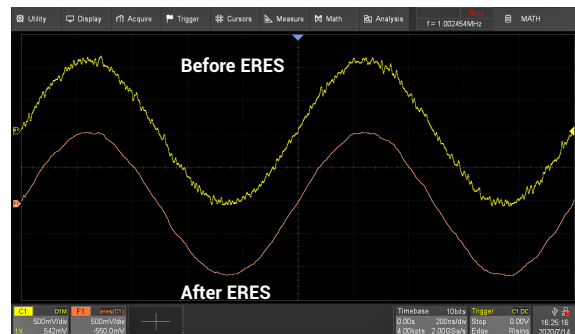 Utility Display Acquire Trigger Cursors Measure Math Analysis f = 1.002454MHz MATH
Before ERES
After ERES
C1 D1M F1 eres(C1) Timebase 10bits Trigger C1 DC
500mV/div 500mV/div 0.00s 200ns/div Stop 0.00V 16:25:16
1X 542mV -550.0mV 4.00kpts 2.00GSa/s Edge Rising 2020/7/14